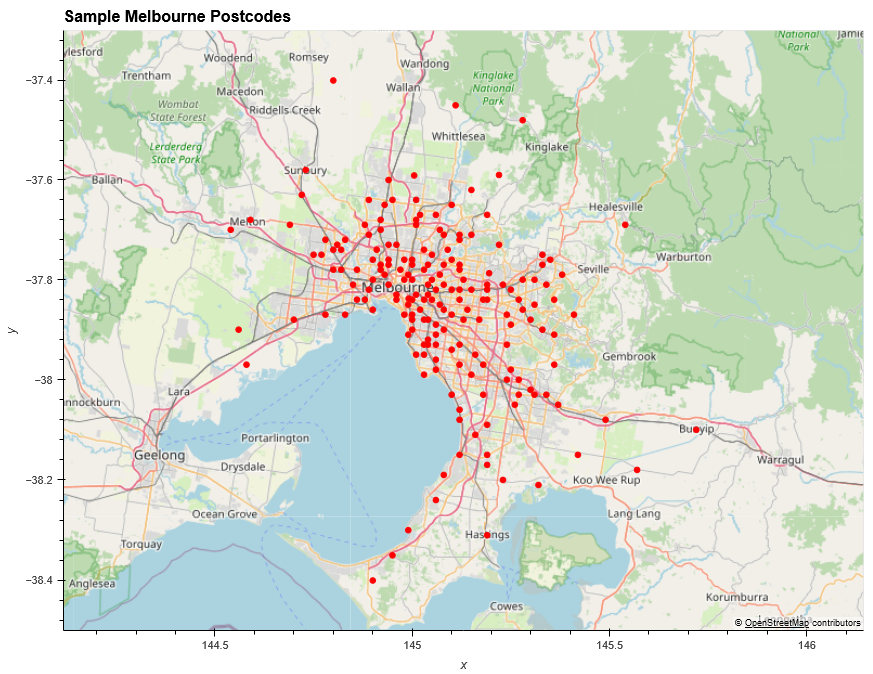 Sample Melbourne Postcodes
ylesford
Woodend
Romsey
Wandong
National
Park
Jamie
−37.4
Trentham
Macedon
Wallan
Kinglake
National
Park
Wombat
State Forest
Riddells Creek
Whittlesea
Lerderderg
State Park
Kinglake
−37.6
Ballan
Sunbury
Healesville
Melton
Warburton
−37.8
Seville
Melbourne
y
−38
Gembrook
Lara
nnockburn
Bunyip
Geelong
Portarlington
Warragul
Drysdale
−38.2
Koo Wee Rup
Ocean Grove
Lang Lang
Torquay
Hastings
−38.4
Anglesea
Korumburra
Cowes
© OpenStreetMap contributors
144.5
145
145.5
146
x